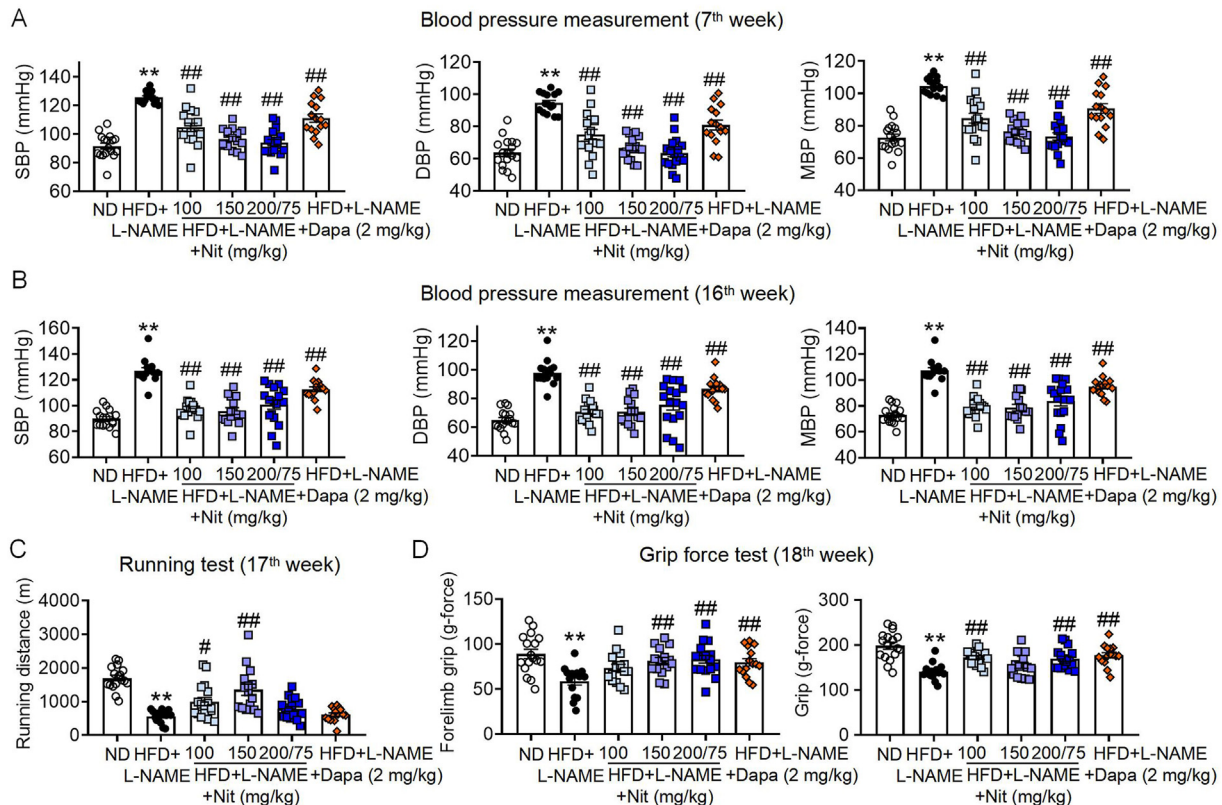 A
Blood pressure measurement (7th week)
SBP (mmHg)
140
120
100
80
60
**
##
##
##
##
ND HFD+ 100 150 200/75 HFD+L-NAME
L-NAME HFD+L-NAME +Dapa (2 mg/kg)
+Nit (mg/kg)
DBP (mmHg)
120
100
80
60
40
**
##
##
##
##
ND HFD+ 100 150 200/75 HFD+L-NAME
L-NAME HFD+L-NAME +Dapa (2 mg/kg)
+Nit (mg/kg)
MBP (mmHg)
120
100
80
60
40
**
##
##
##
##
ND HFD+ 100 150 200/75 HFD+L-NAME
L-NAME HFD+L-NAME +Dapa (2 mg/kg)
+Nit (mg/kg)
B
Blood pressure measurement (16th week)
SBP (mmHg)
160
140
120
100
80
60
**
##
##
##
##
ND HFD+ 100 150 200/75 HFD+L-NAME
L-NAME HFD+L-NAME +Dapa (2 mg/kg)
+Nit (mg/kg)
DBP (mmHg)
120
100
80
60
40
**
##
##
##
##
ND HFD+ 100 150 200/75 HFD+L-NAME
L-NAME HFD+L-NAME +Dapa (2 mg/kg)
+Nit (mg/kg)
MBP (mmHg)
140
120
100
80
60
40
**
##
##
##
##
ND HFD+ 100 150 200/75 HFD+L-NAME
L-NAME HFD+L-NAME +Dapa (2 mg/kg)
+Nit (mg/kg)
C
Running test (17th week)
Running distance (m)
4000
3000
2000
1000
0
**
#
##
ND HFD+ 100 150 200/75 HFD+L-NAME
L-NAME HFD+L-NAME +Dapa (2 mg/kg)
+Nit (mg/kg)
D
Grip force test (18th week)
Forelimb grip (g-force)
150
100
50
0
**
##
##
##
ND HFD+ 100 150 200/75 HFD+L-NAME
L-NAME HFD+L-NAME +Dapa (2 mg/kg)
+Nit (mg/kg)
Grip (g-force)
300
200
100
0
**
##
##
##
ND HFD+ 100 150 200/75 HFD+L-NAME
L-NAME HFD+L-NAME +Dapa (2 mg/kg)
+Nit (mg/kg)